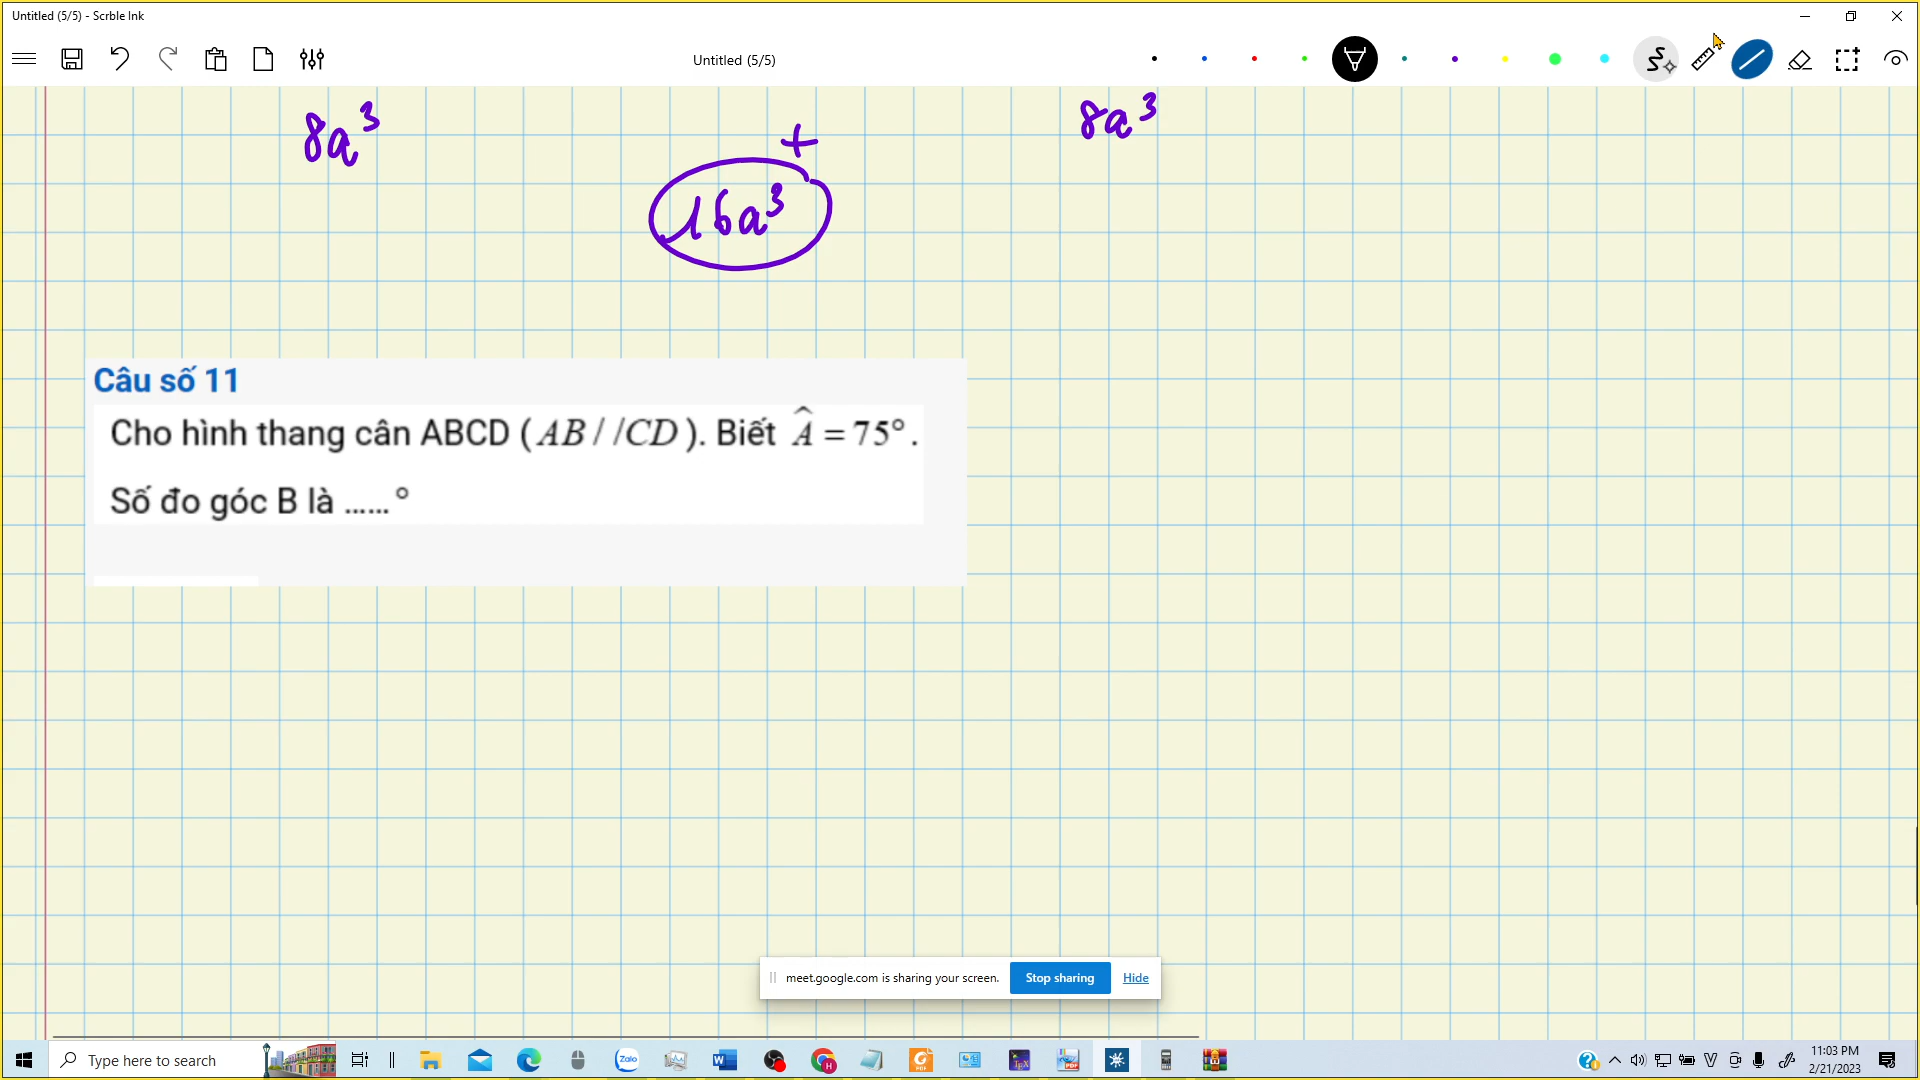 Untitled (5/5) - Scrble Ink
Untitled (5/5)
8a³
8a³
+
16a³
Câu số 11
Cho hình thang cân ABCD ( AB / /CD ). Biết Â = 75° .
Số đo góc B là ...... °
meet.google.com is sharing your screen.
Stop sharing
Hide
Type here to search
Zalo
11:03 PM
2/21/2023